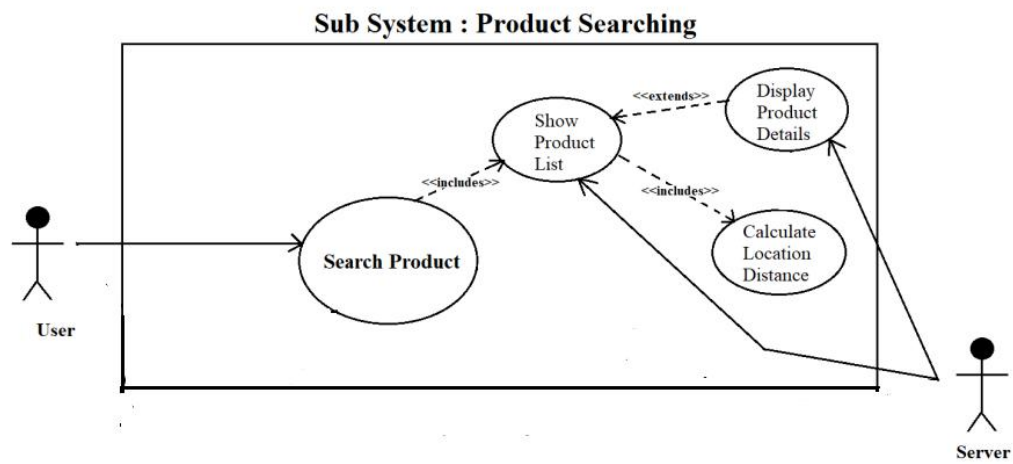 Sub System : Product Searching
<<extends>>
Display
Product
Details
Show
Product
List
<<includes>>
<<includes>>
Calculate
Location
Distance
Search Product
User
Server